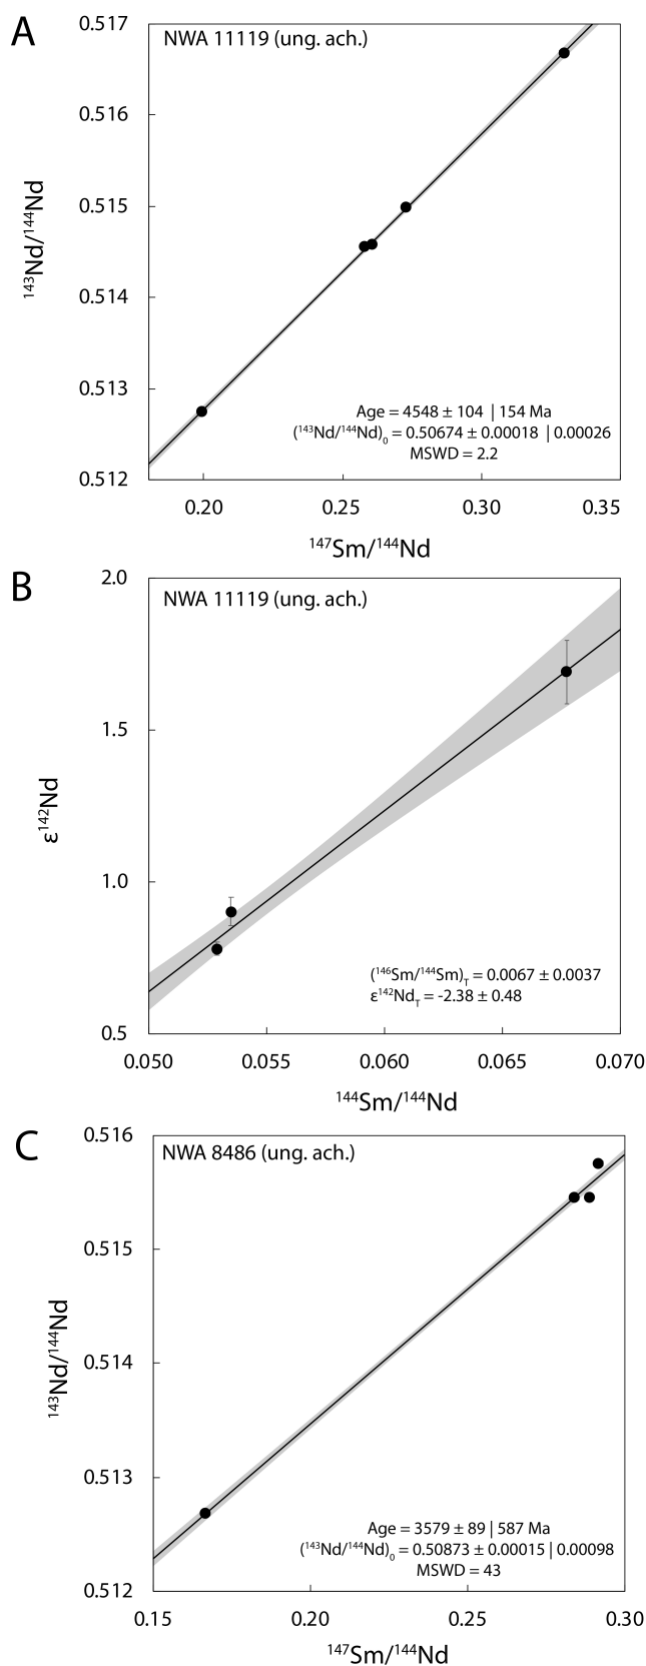 A
NWA 11119 (ung. ach.)
0.517
0.516
0.515
0.514
0.513
0.512
¹⁴³Nd/¹⁴⁴Nd
Age = 4548 ± 104 | 154 Ma
(¹⁴³Nd/¹⁴⁴Nd)₀ = 0.50674 ± 0.00018 | 0.00026
MSWD = 2.2
0.20 0.25 0.30 0.35
¹⁴⁷Sm/¹⁴⁴Nd
B
NWA 11119 (ung. ach.)
2.0
1.5
1.0
0.5
ε¹⁴²Nd
(¹⁴⁶Sm/¹⁴⁴Sm)_T = 0.0067 ± 0.0037
ε¹⁴²Nd_T = -2.38 ± 0.48
0.050 0.055 0.060 0.065 0.070
¹⁴⁴Sm/¹⁴⁴Nd
C
NWA 8486 (ung. ach.)
0.516
0.515
0.514
0.513
0.512
¹⁴³Nd/¹⁴⁴Nd
Age = 3579 ± 89 | 587 Ma
(¹⁴³Nd/¹⁴⁴Nd)₀ = 0.50873 ± 0.00015 | 0.00098
MSWD = 43
0.15 0.20 0.25 0.30
¹⁴⁷Sm/¹⁴⁴Nd